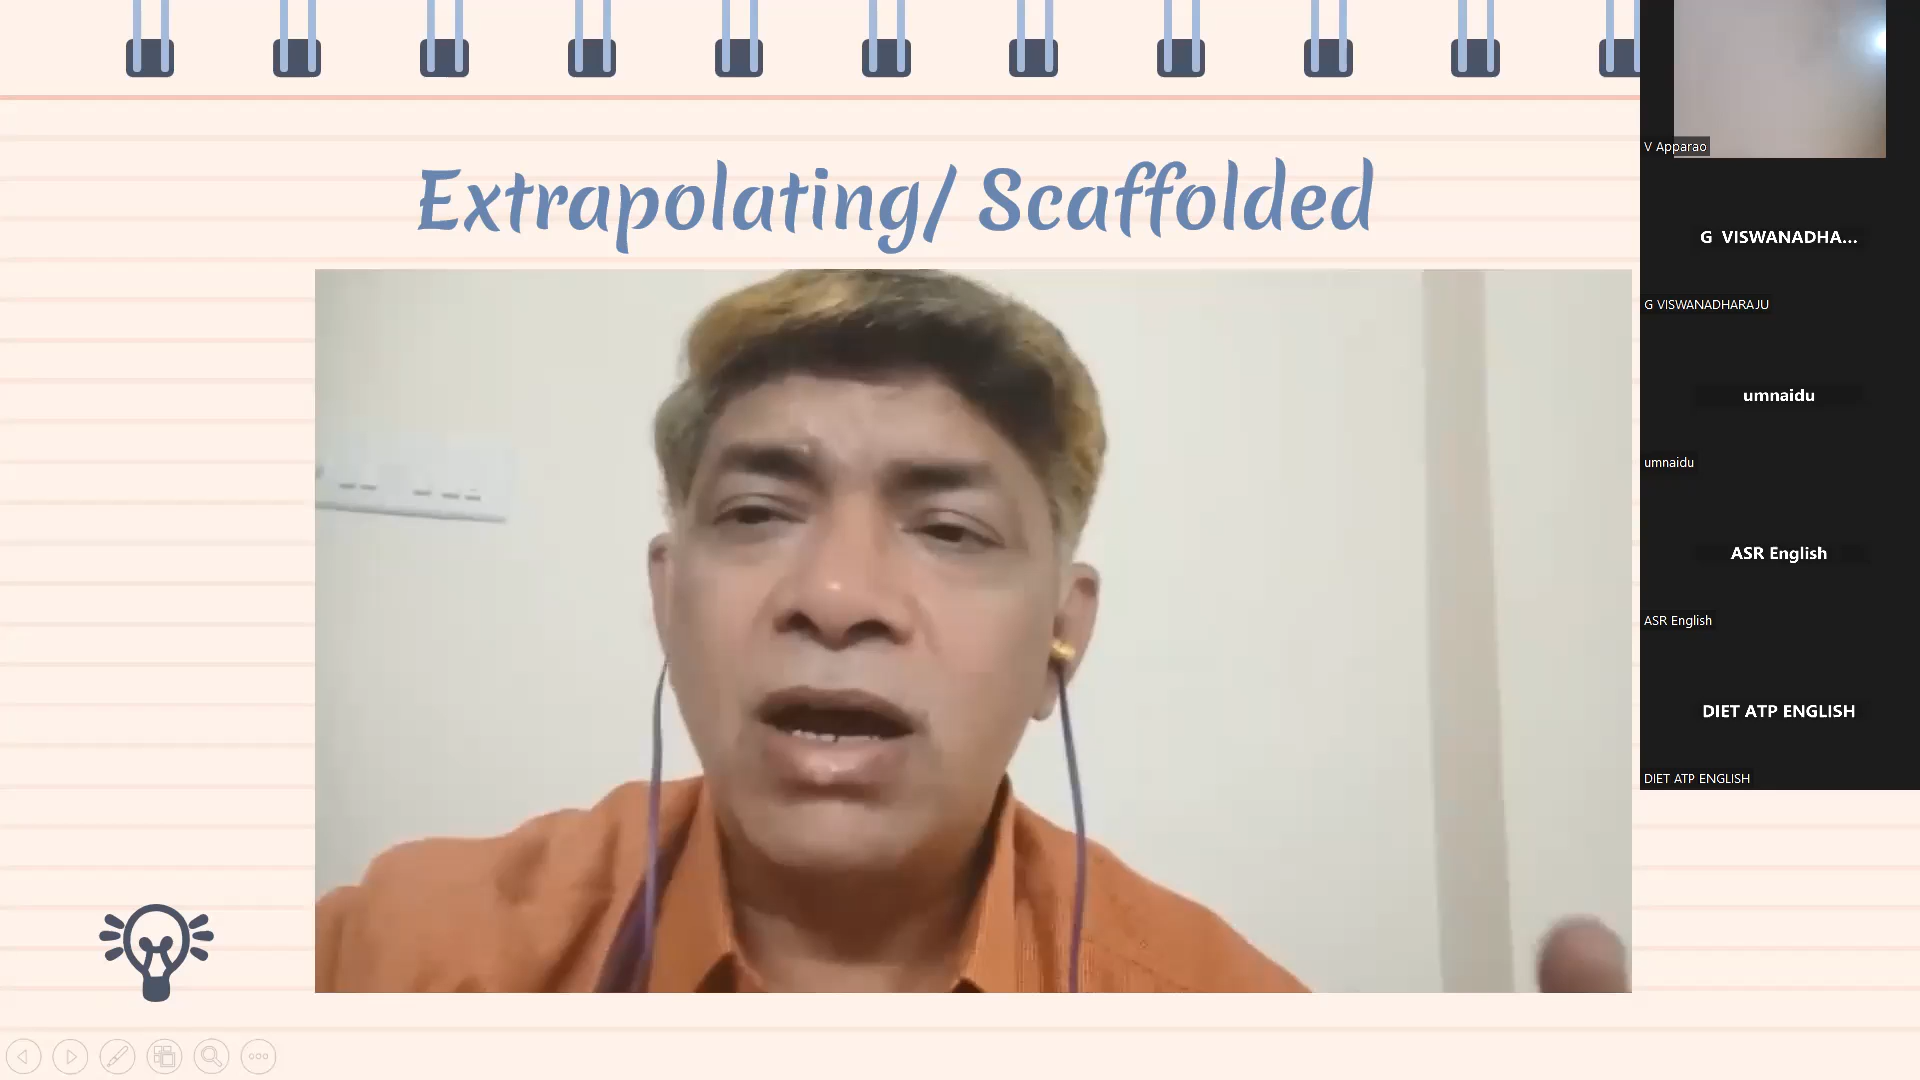 Extrapolating/ Scaffolded
V Apparao
G VISWANADHA...
G VISWANADHARAJU
umnaidu
umnaidu
ASR English
ASR English
DIET ATP ENGLISH
DIET ATP ENGLISH